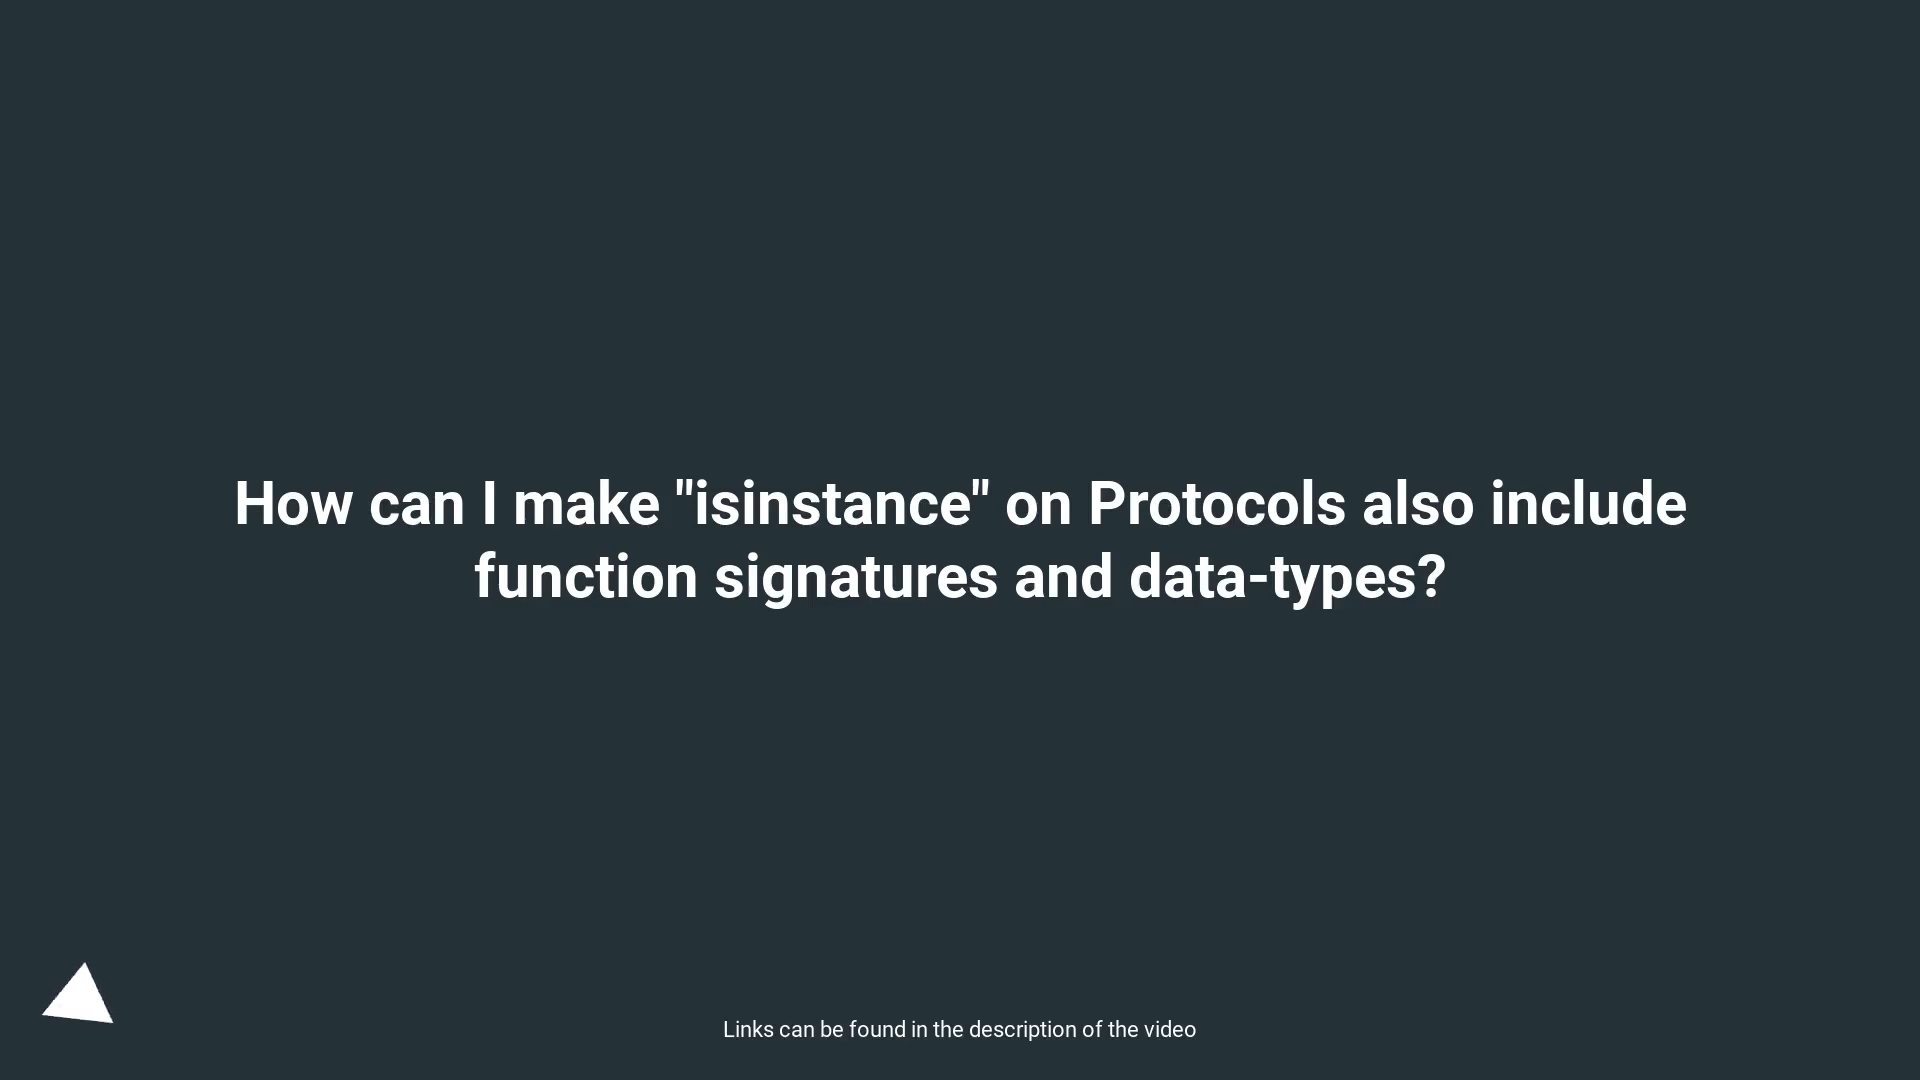 How can I make "isinstance" on Protocols also include
function signatures and data-types?
Links can be found in the description of the video